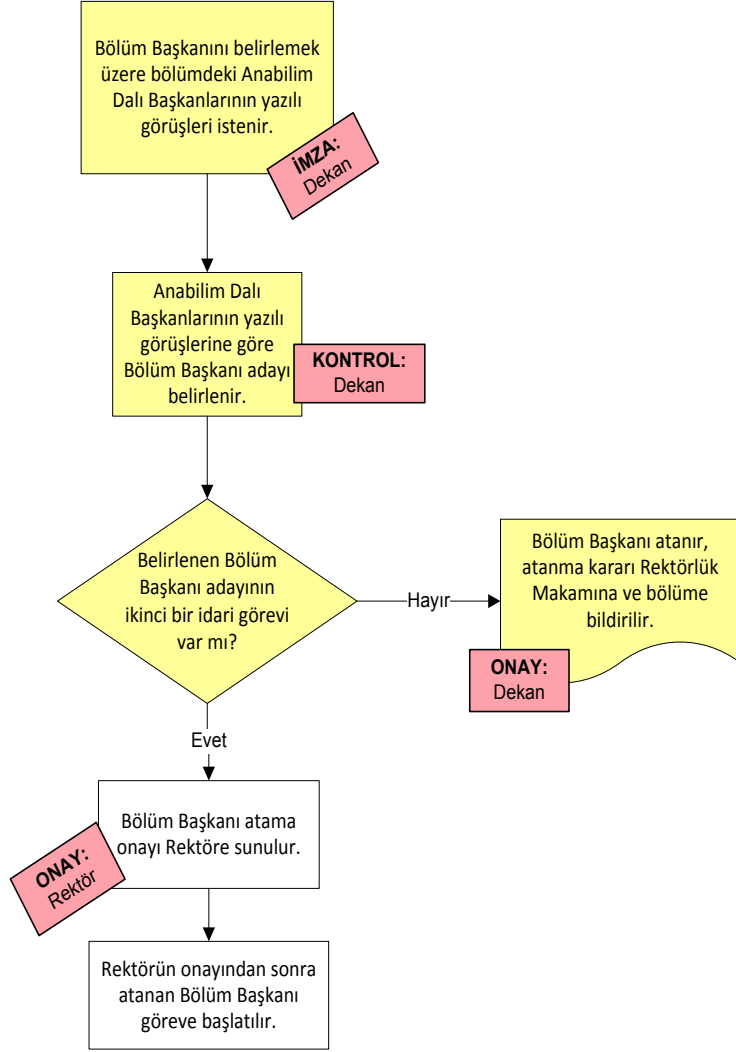 Bölüm Başkanını belirlemek
üzere bölümdeki Anabilim
Dalı Başkanlarının yazılı
görüşleri istenir.
İMZA:
Dekan
Anabilim Dalı
Başkanlarının yazılı
görüşlerine göre
Bölüm Başkanı adayı
belirlenir.
KONTROL:
Dekan
Belirlenen Bölüm
Başkanı adayının
ikinci bir idari görevi
var mı?
Hayır
Bölüm Başkanı atanır,
atanma kararı Rektörlük
Makamına ve bölüme
bildirilir.
ONAY:
Dekan
Evet
Bölüm Başkanı atama
onayı Rektöre sunulur.
ONAY:
Rektör
Rektörün onayından sonra
atanan Bölüm Başkanı
göreve başlatılır.